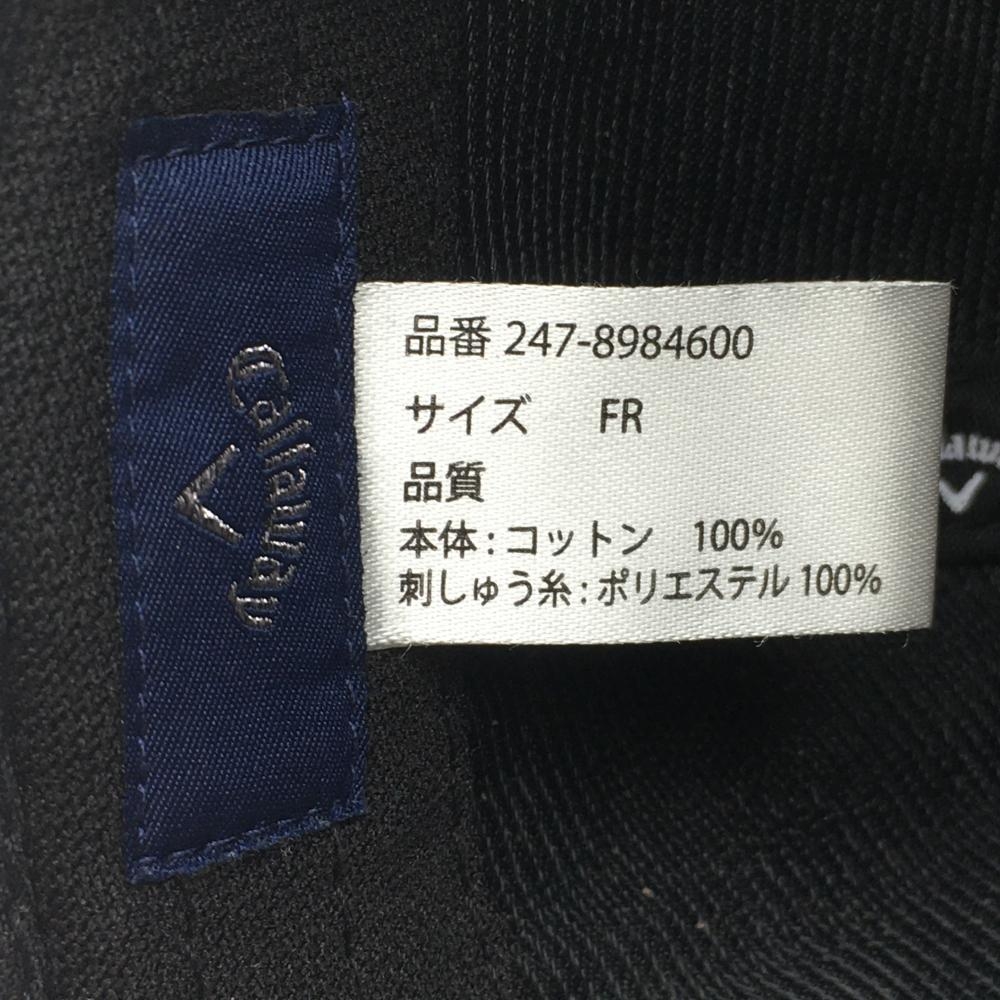 Callaway
品番 247-8984600
サイズ FR
品質
本体:コットン 100%
刺しゅう糸:ポリエステル 100%